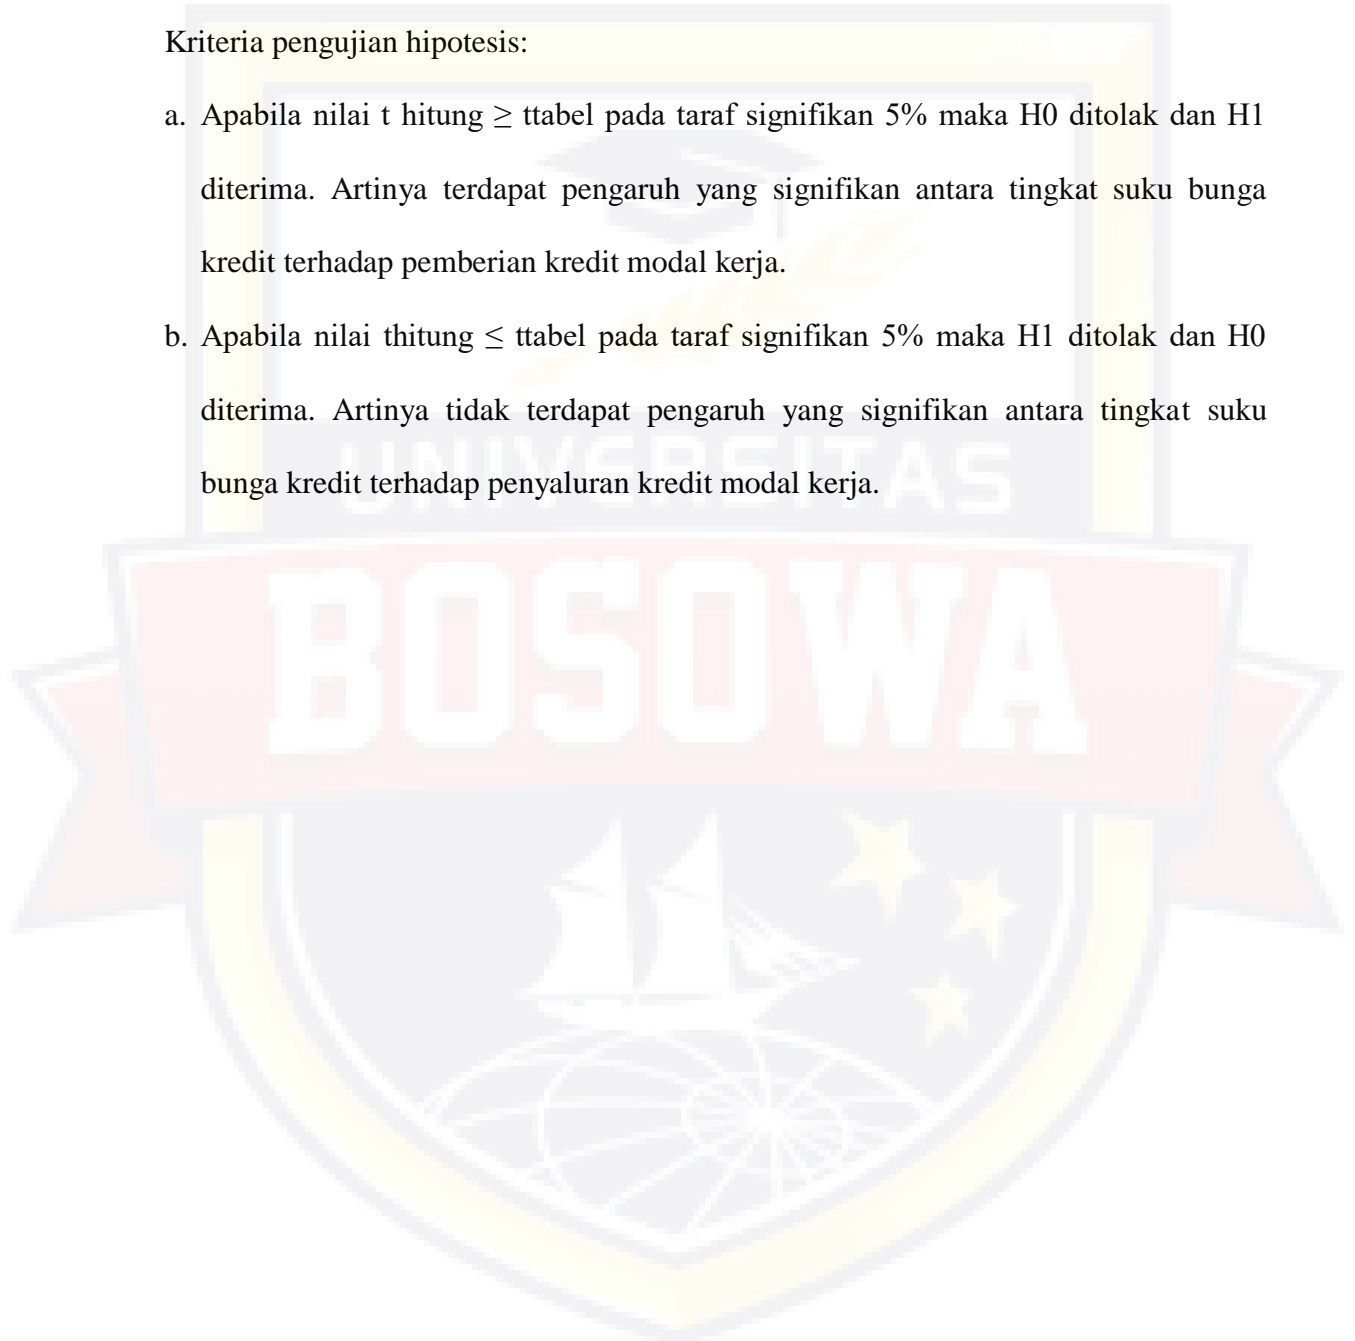 Kriteria pengujian hipotesis:
a. Apabila nilai t hitung ≥ ttabel pada taraf signifikan 5% maka H0 ditolak dan H1
diterima. Artinya terdapat pengaruh yang signifikan antara tingkat suku bunga
kredit terhadap pemberian kredit modal kerja.
b. Apabila nilai thitung ≤ ttabel pada taraf signifikan 5% maka H1 ditolak dan H0
diterima. Artinya tidak terdapat pengaruh yang signifikan antara tingkat suku
UNIVERSITAS
bunga kredit terhadap penyaluran kredit modal kerja.
BOSOWA